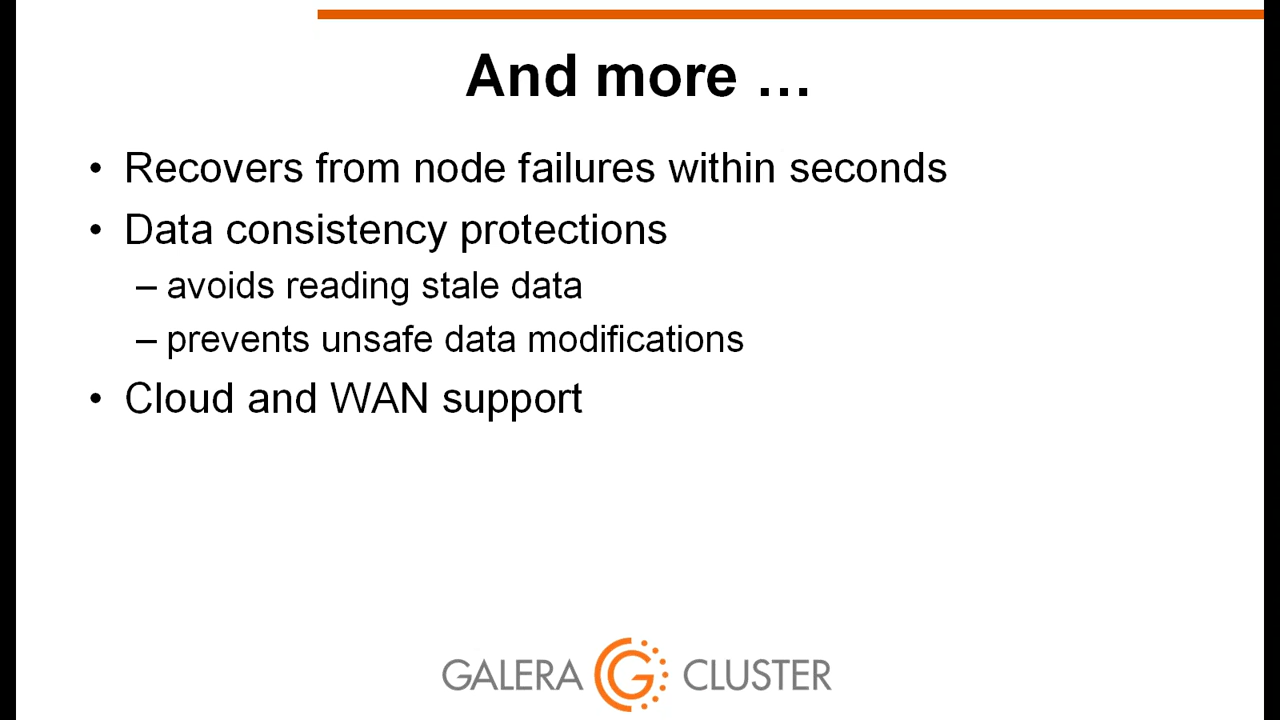 And more …
• Recovers from node failures within seconds
• Data consistency protections
– avoids reading stale data
– prevents unsafe data modifications
• Cloud and WAN support
GALERA G CLUSTER